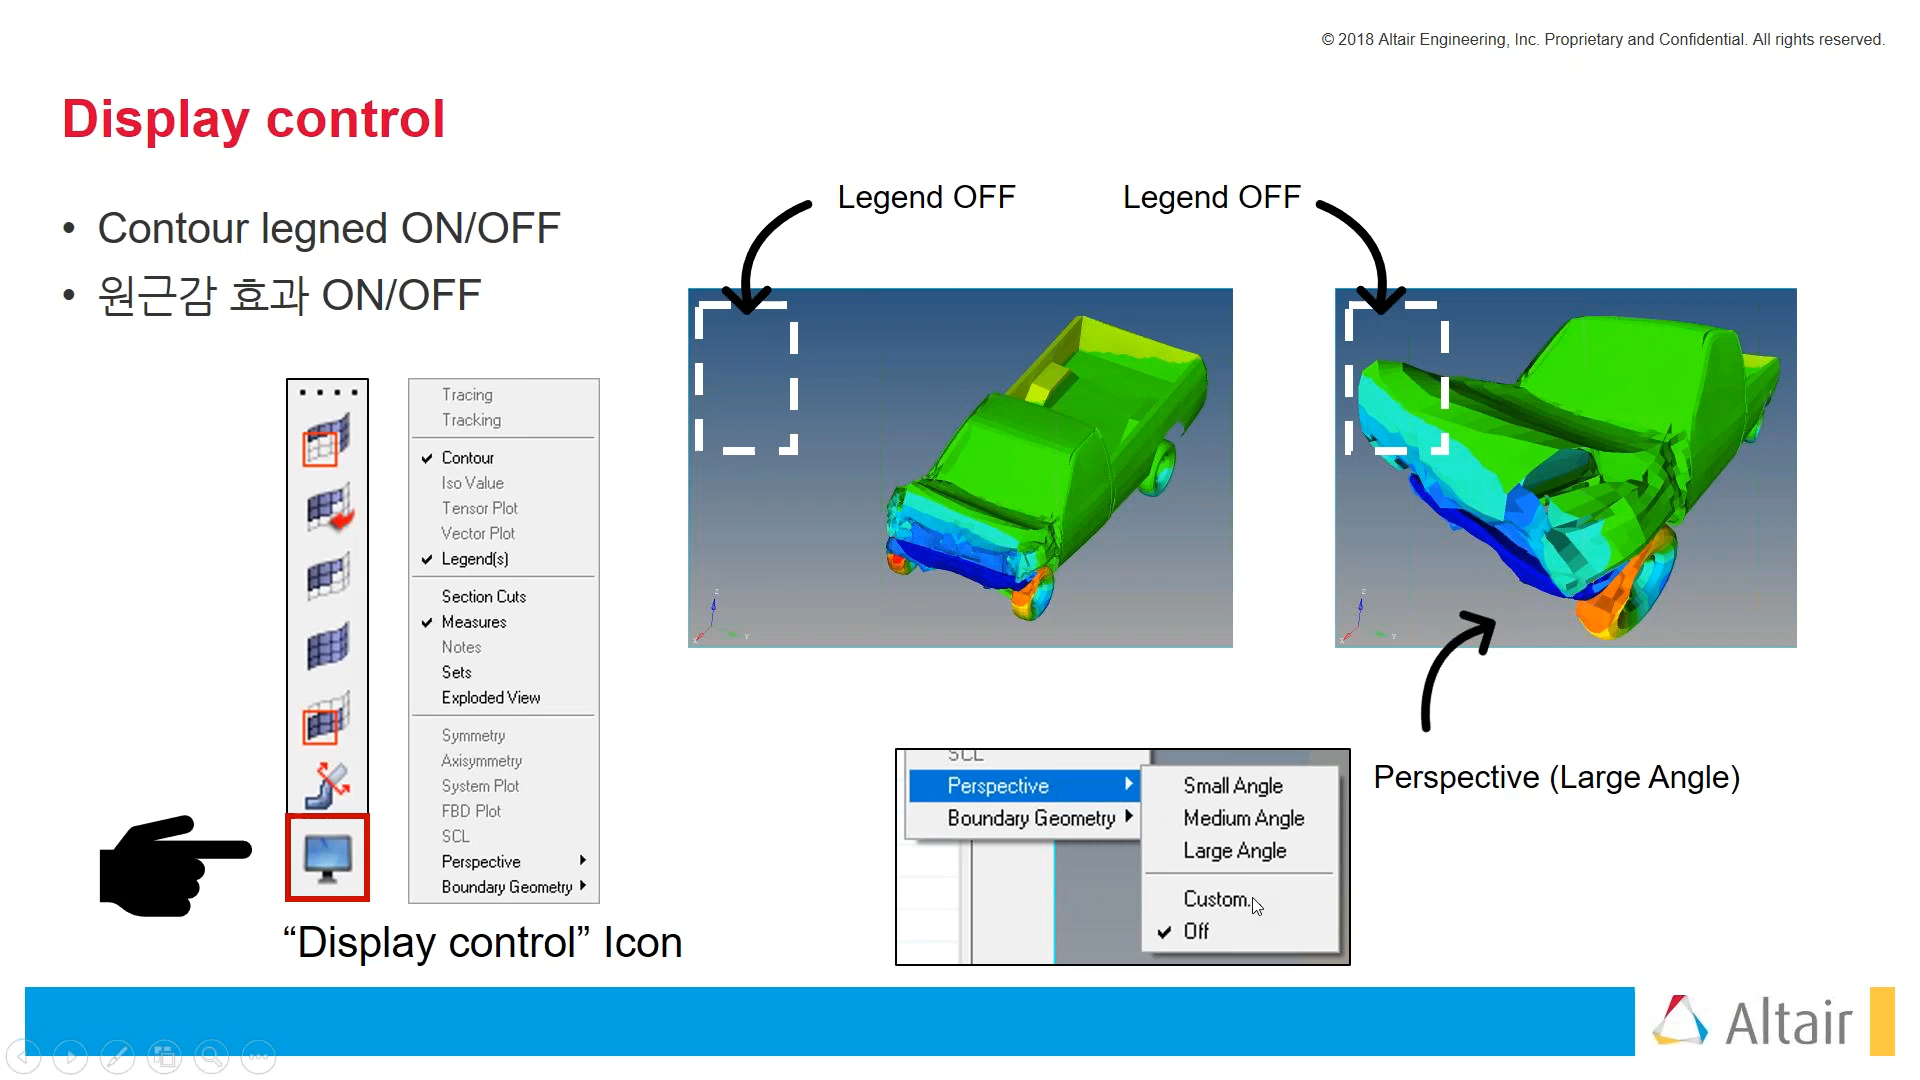 © 2018 Altair Engineering, Inc. Proprietary and Confidential. All rights reserved.
Display control
• Contour legned ON/OFF
• 원근감 효과 ON/OFF
Legend OFF
Legend OFF
Tracing
Tracking
Contour
Iso Value
Tensor Plot
Vector Plot
Legend(s)
Section Cuts
Measures
Notes
Sets
Exploded View
Symmetry
Axisymmetry
System Plot
FBD Plot
SCL
Perspective
Boundary Geometry
“Display control” Icon
SCL
Perspective
Boundary Geometry
Small Angle
Medium Angle
Large Angle
Custom..
Off
Perspective (Large Angle)
Altair